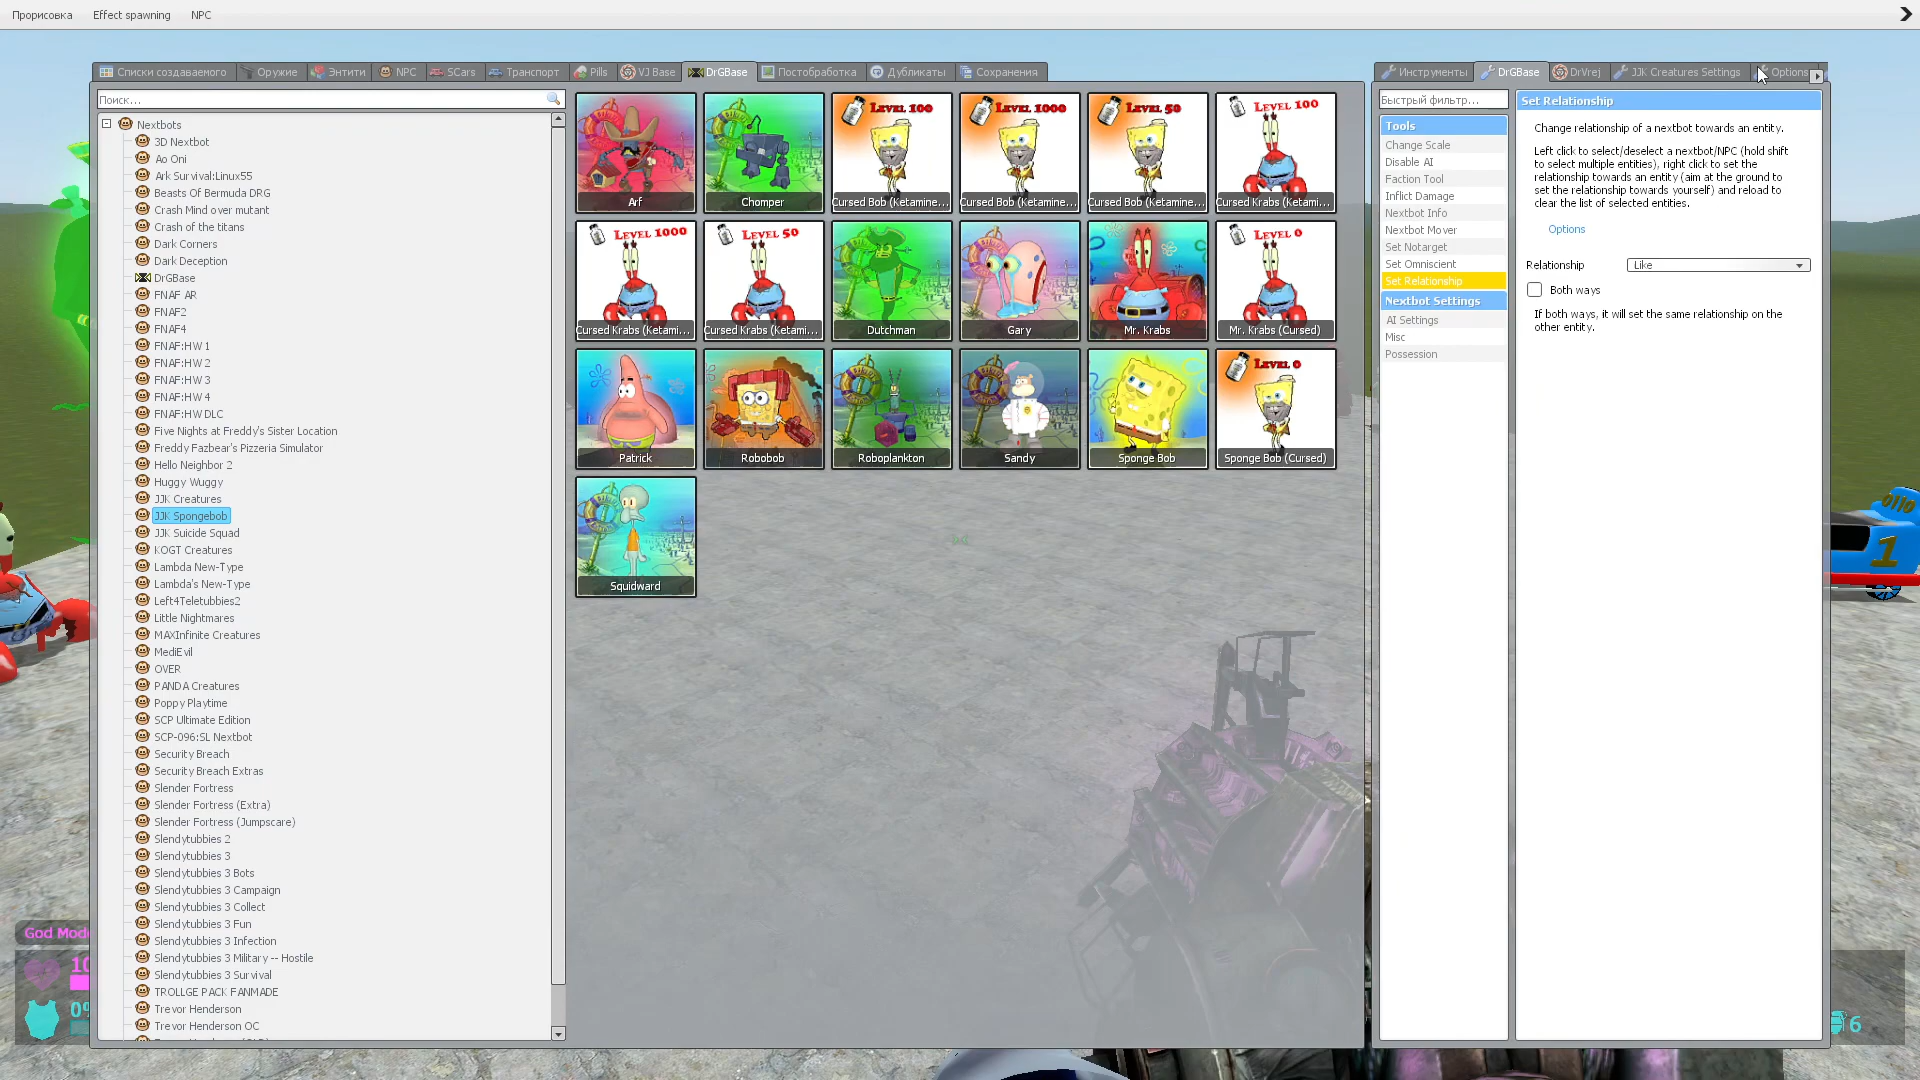 Прорисовка Effect spawning NPC
Списки создаваемого Оружие Энтити NPC SCars Транспорт Pills VJ Base DrGBase Постобработка Дубликаты Сохранения
Инструменты DrGBase DrVrej JJK Creatures Settings Options
Поиск...
Nextbots
3D Nextbot
Ao Oni
Ark Survival:Linux55
Beasts Of Bermuda DRG
Crash Mind over mutant
Crash of the titans
Dark Corners
Dark Deception
DrGBase
FNAF AR
FNAF2
FNAF4
FNAF:HW 1
FNAF:HW 2
FNAF:HW 3
FNAF:HW 4
FNAF:HW DLC
Five Nights at Freddy's Sister Location
Freddy Fazbear's Pizzeria Simulator
Hello Neighbor 2
Huggy Wuggy
JJK Creatures
JJK Spongebob
JJK Suicide Squad
KOGT Creatures
Lambda New-Type
Lambda's New-Type
Left4Teletubbies2
Little Nightmares
MAXInfinite Creatures
MediEvil
OVER
PANDA Creatures
Poppy Playtime
SCP Ultimate Edition
SCP-096:SL Nextbot
Security Breach
Security Breach Extras
Slender Fortress
Slender Fortress (Extra)
Slender Fortress (Jumpscare)
Slendytubbies 2
Slendytubbies 3
Slendytubbies 3 Bots
Slendytubbies 3 Campaign
Slendytubbies 3 Collect
Slendytubbies 3 Fun
Slendytubbies 3 Infection
Slendytubbies 3 Military -- Hostile
Slendytubbies 3 Survival
TROLLGE PACK FANMADE
Trevor Henderson
Trevor Henderson OC
LEVEL 100 LEVEL 1000 LEVEL 50 LEVEL 100
Arf Chomper Cursed Bob (Ketamine... Cursed Bob (Ketamine... Cursed Bob (Ketamine... Cursed Krabs (Ketami...
LEVEL 1000 LEVEL 50 LEVEL 0
Cursed Krabs (Ketami... Cursed Krabs (Ketami... Dutchman Gary Mr. Krabs Mr. Krabs (Cursed)
LEVEL 0
Patrick Robobob Roboplankton Sandy Sponge Bob Sponge Bob (Cursed)
Squidward
Быстрый фильтр...
Tools
Change Scale
Disable AI
Faction Tool
Inflict Damage
Nextbot Info
Nextbot Mover
Set Notarget
Set Omniscient
Set Relationship
Nextbot Settings
AI Settings
Misc
Possession
Set Relationship
Change relationship of a nextbot towards an entity.
Left click to select/deselect a nextbot/NPC (hold shift
to select multiple entities), right click to set the
relationship towards an entity (aim at the ground to
set the relationship towards yourself) and reload to
clear the list of selected entities.
Options
Relationship Like
Both ways
If both ways, it will set the same relationship on the
other entity.
0110
1
God Mode
10
0%
6